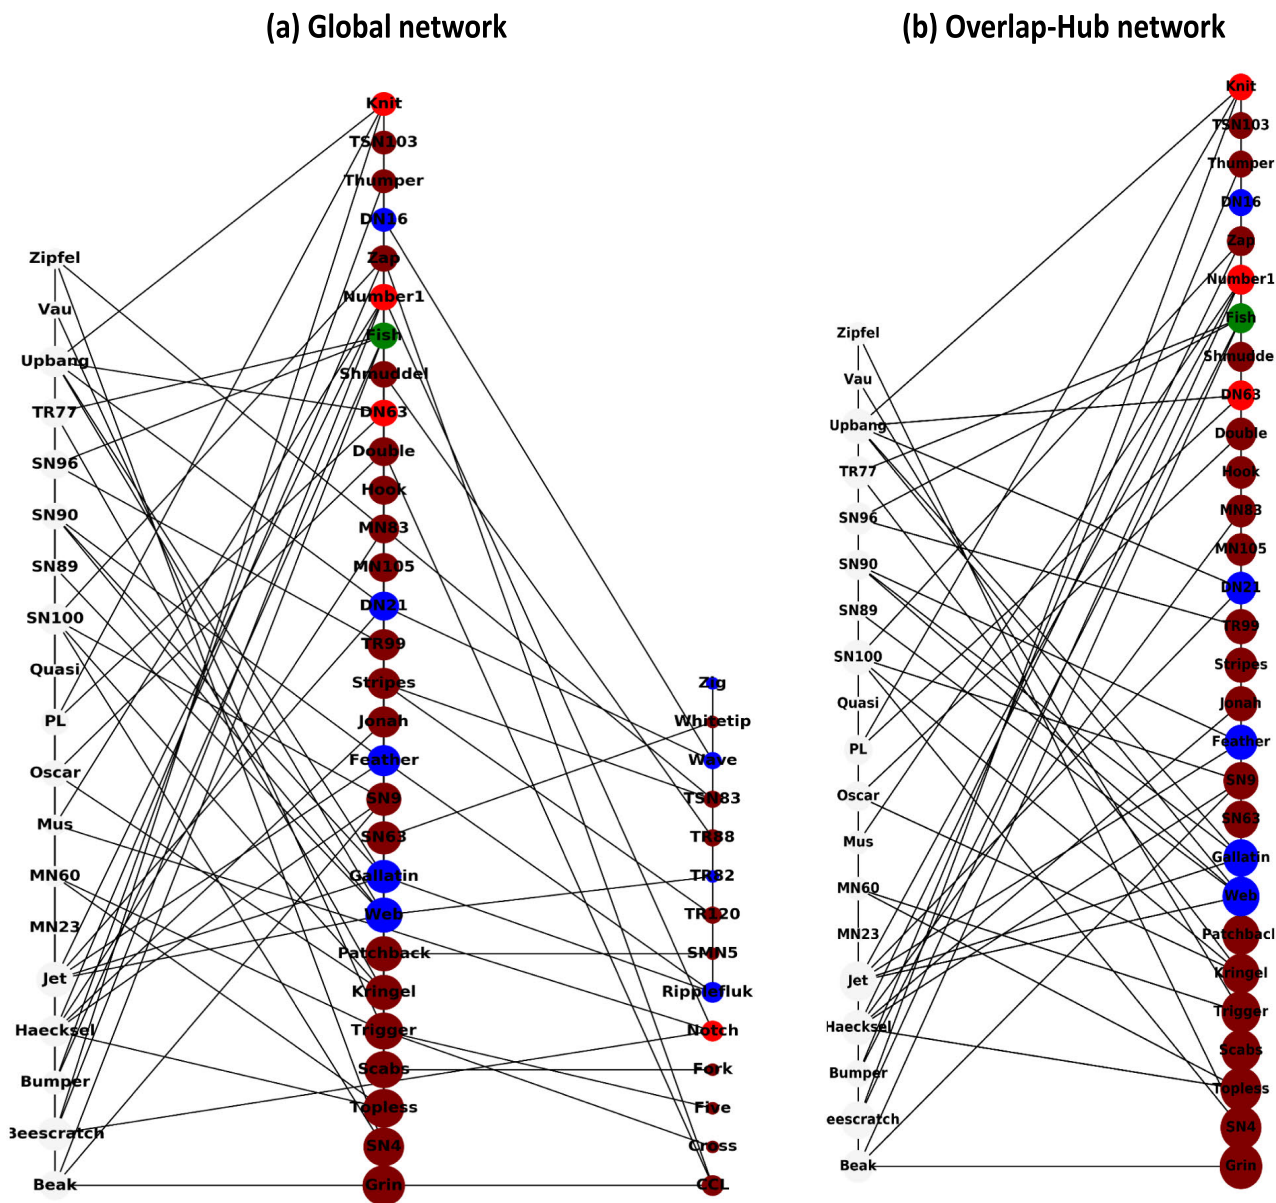 (a) Global network
(b) Overlap-Hub network
Knit
TSN103
Thumper
DN16
Zap
Number1
Fish
Shmuddel
DN63
Double
Hook
MN83
MN105
DN21
TR99
Stripes
Jonah
Feather
SN9
SN63
Gallatin
Web
Patchback
Kringel
Trigger
Scabs
Topless
SN4
Grin
Zipfel
Vau
Upbang
TR77
SN96
SN90
SN89
SN100
Quasi
PL
Oscar
Mus
MN60
MN23
Jet
Haecksel
Bumper
Beescratch
Beak
Zig
Whitetip
Wave
TSN83
TR88
TR82
TR120
SMN5
Ripplefluk
Notch
Fork
Five
Cross
CCL
Knit
TSN103
Thumper
DN16
Zap
Number1
Fish
Shmudde
DN63
Double
Hook
MN83
MN105
DN21
TR99
Stripes
Jonah
Feather
SN9
SN63
Gallatin
Web
Patchbacl
Kringel
Trigger
Scabs
Topless
SN4
Grin
Zipfel
Vau
Upbang
TR77
SN96
SN90
SN89
SN100
Quasi
PL
Oscar
Mus
MN60
MN23
Jet
Haecksel
Bumper
eescratch
Beak